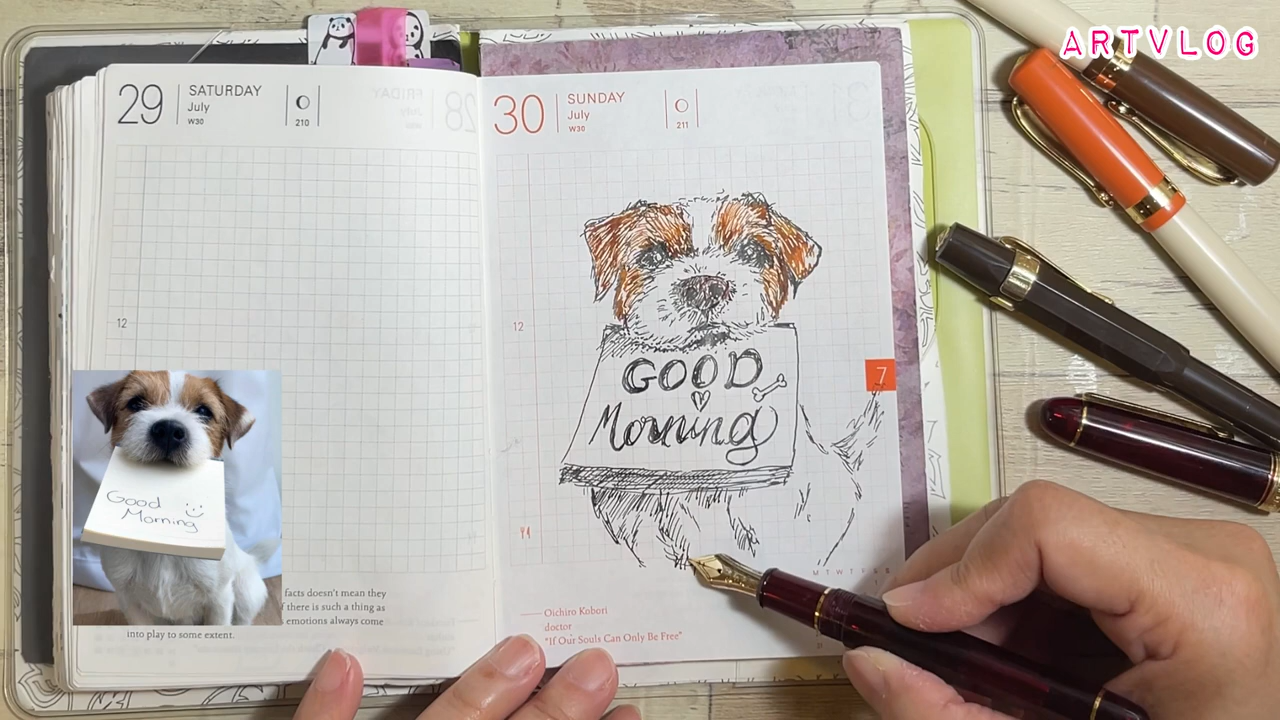 ARTVLOG
29
SATURDAY
July
W30
210
12
facts doesn't mean they
f there is such a thing as
emotions always come
into play to some extent.
Good
Morning
30
SUNDAY
July
W30
211
12
7
GOOD
Morning
M T W T F S S
Oichiro Kobori
doctor
"If Our Souls Can Only Be Free"